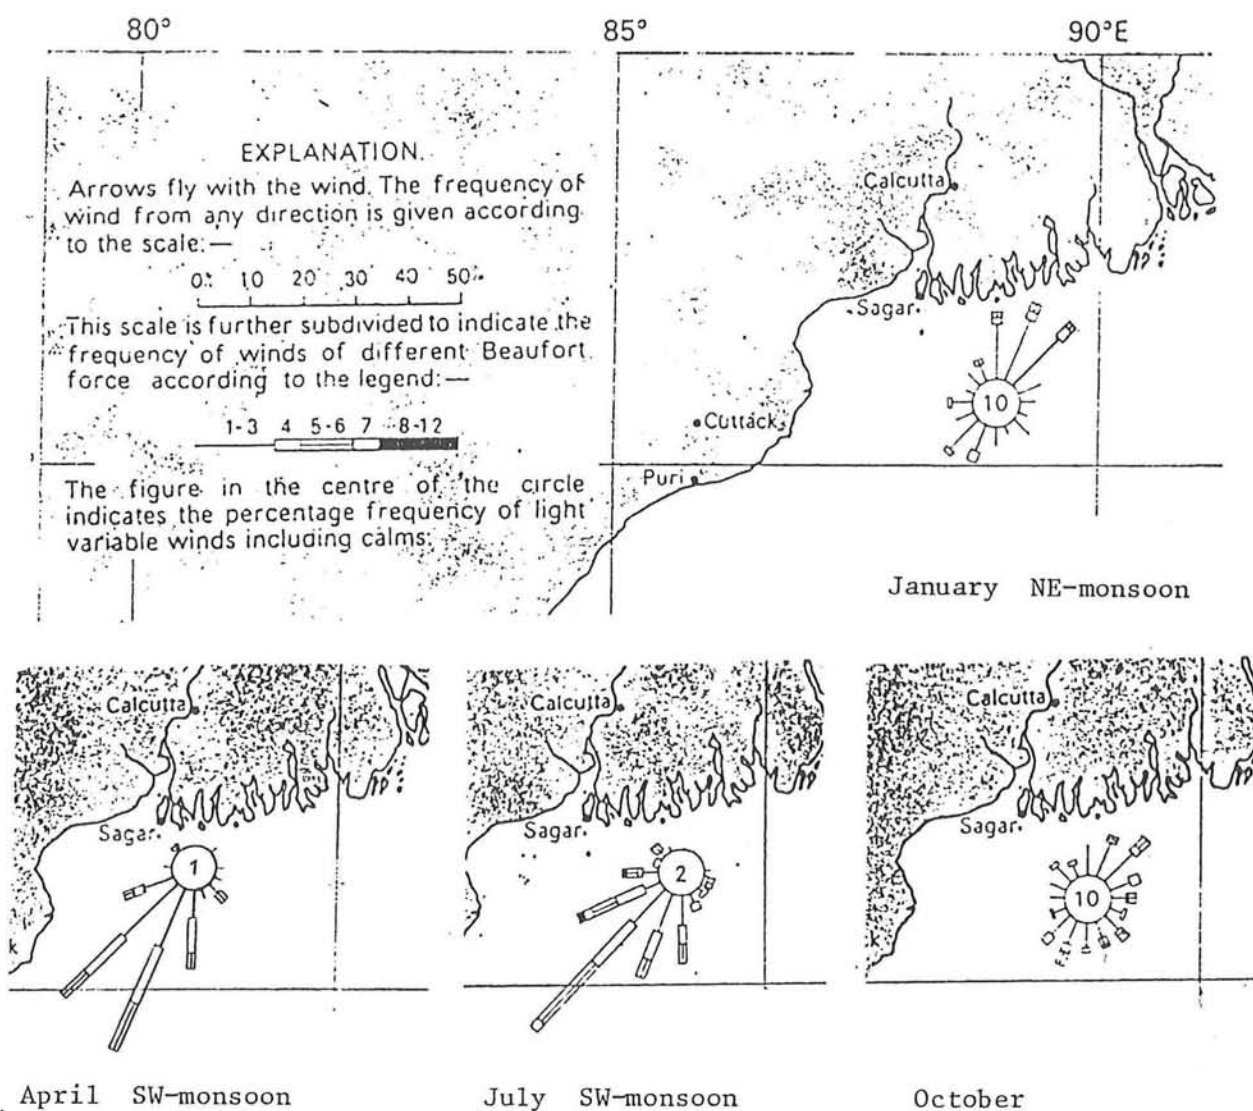 80° 85° 90°E
EXPLANATION.
Arrows fly with the wind. The frequency of
wind from any direction is given according
to the scale:—
0% 10 20 30 40 50%
This scale is further subdivided to indicate the
frequency of winds of different Beaufort
force according to the legend:—
1-3 4 5-6 7 8-12
The figure in the centre of the circle
indicates the percentage frequency of light
variable winds including calms.
Calcutta
Sagar
10
Cuttack
Puri
January NE-monsoon
Calcutta
Sagar
1
k
April SW-monsoon
Calcutta
Sagar
2
July SW-monsoon
Calcutta
Sagar
10
k
October